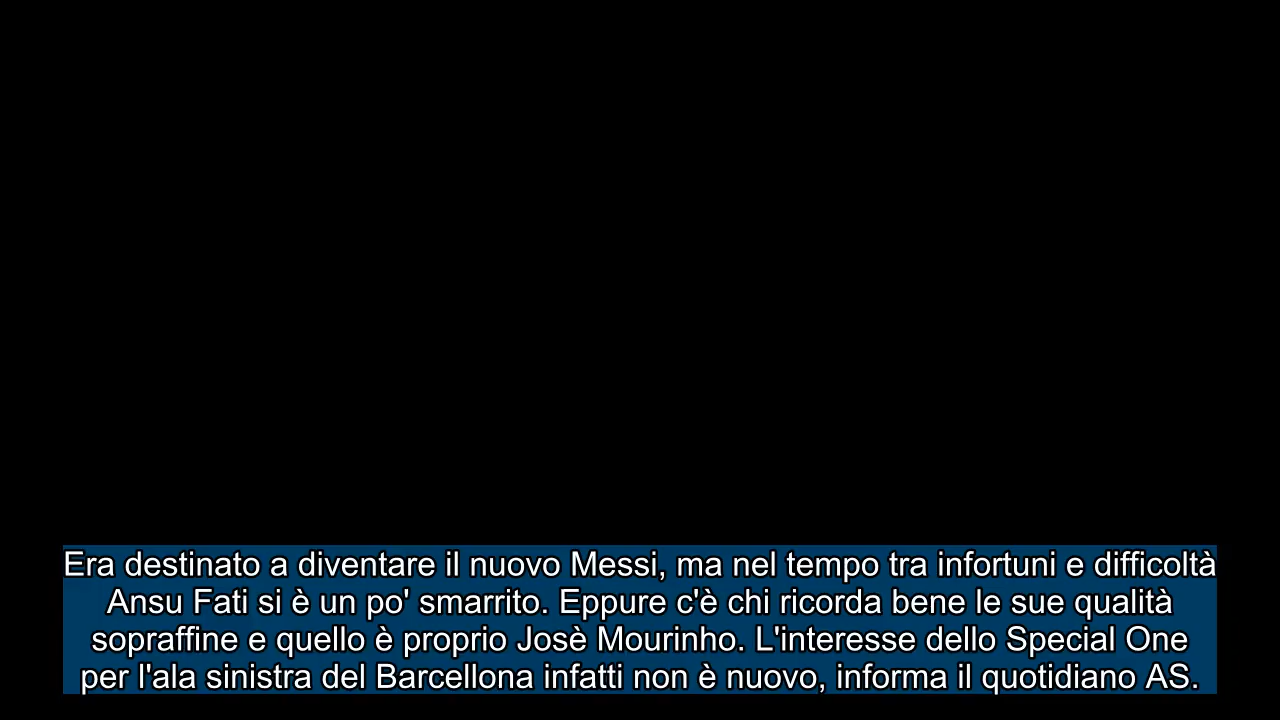 Era destinato a diventare il nuovo Messi, ma nel tempo tra infortuni e difficoltà
Ansu Fati si è un po' smarrito. Eppure c'è chi ricorda bene le sue qualità
sopraffine e quello è proprio Josè Mourinho. L'interesse dello Special One
per l'ala sinistra del Barcellona infatti non è nuovo, informa il quotidiano AS.